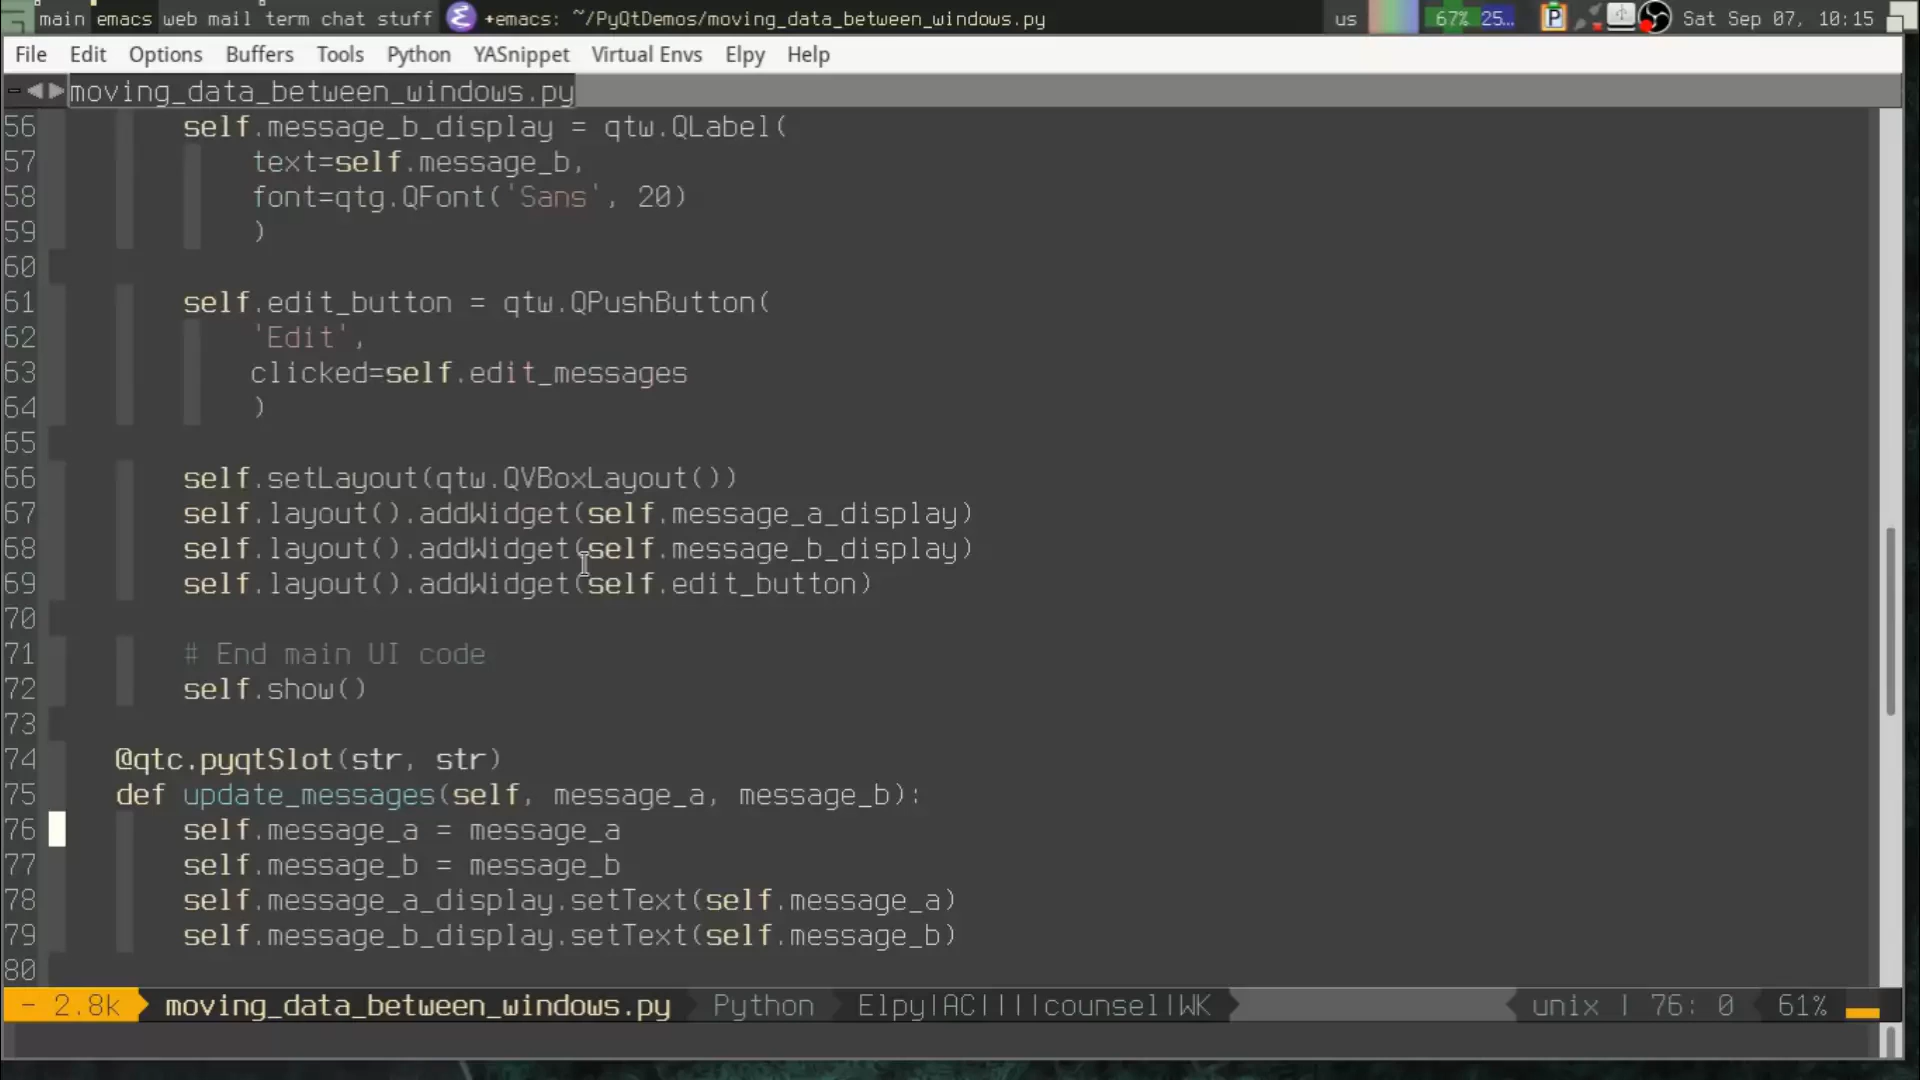 main emacs web mail term chat stuff +emacs: ~/PyQtDemos/moving_data_between_windows.py us 67% 25... P Sat Sep 07, 10:15
File Edit Options Buffers Tools Python YASnippet Virtual Envs Elpy Help
moving_data_between_windows.py
56 self.message_b_display = qtw.QLabel(
57 text=self.message_b,
58 font=qtg.QFont('Sans', 20)
59 )
60
61 self.edit_button = qtw.QPushButton(
62 'Edit',
63 clicked=self.edit_messages
64 )
65
66 self.setLayout(qtw.QVBoxLayout())
67 self.layout().addWidget(self.message_a_display)
68 self.layout().addWidget(self.message_b_display)
69 self.layout().addWidget(self.edit_button)
70
71 # End main UI code
72 self.show()
73
74 @qtc.pyqtSlot(str, str)
75 def update_messages(self, message_a, message_b):
76 self.message_a = message_a
77 self.message_b = message_b
78 self.message_a_display.setText(self.message_a)
79 self.message_b_display.setText(self.message_b)
80
- 2.8k moving_data_between_windows.py Python Elpy|AC||||counsel|WK unix | 76: 0 61%